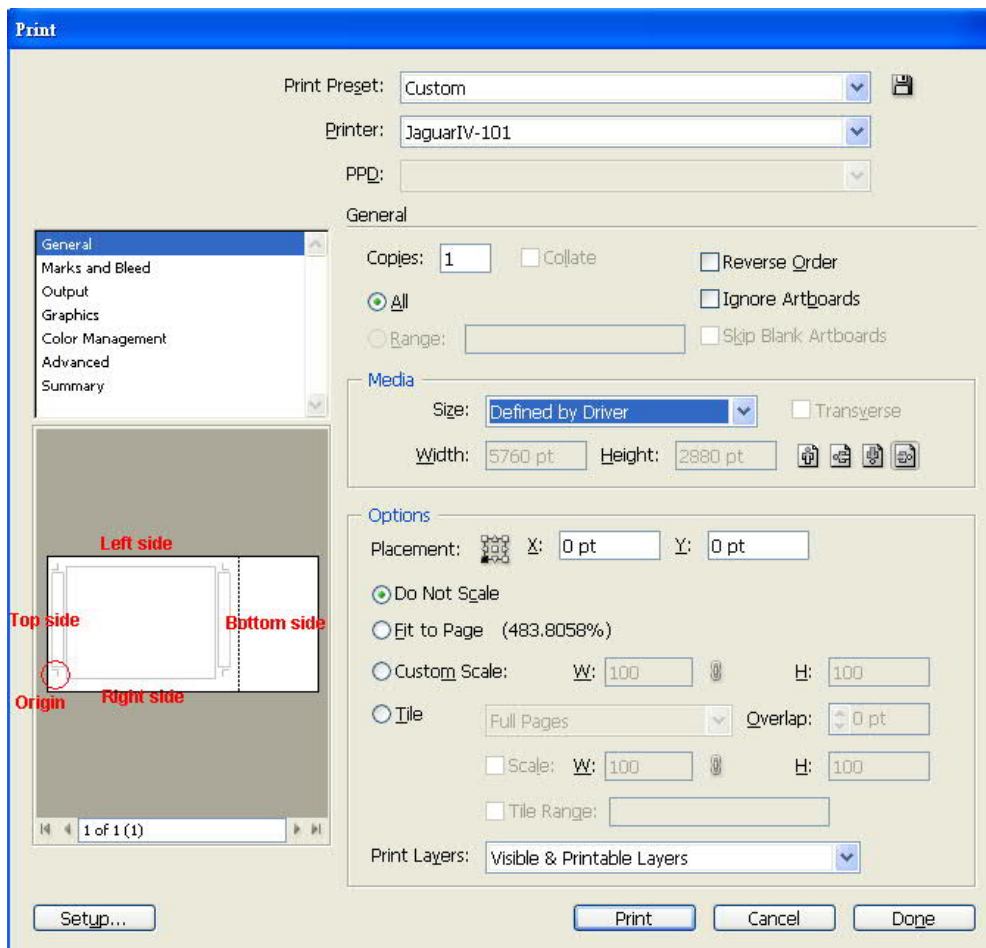 Print
Print Preset: Custom
Printer: JaguarIV-101
PPD:
General
Marks and Bleed
Output
Graphics
Color Management
Advanced
Summary
General
Copies: 1 Collate Reverse Order
All Ignore Artboards
Range: Skip Blank Artboards
Media
Size: Defined by Driver Transverse
Width: 5760 pt Height: 2880 pt
Left side
Top side
Bottom side
Origin
Right side
1 of 1 (1)
Options
Placement: X: 0 pt Y: 0 pt
Do Not Scale
Fit to Page (483.8058%)
Custom Scale: W: 100 H: 100
Tile Full Pages Overlap: 0 pt
Scale: W: 100 H: 100
Tile Range:
Print Layers: Visible & Printable Layers
Setup... Print Cancel Done